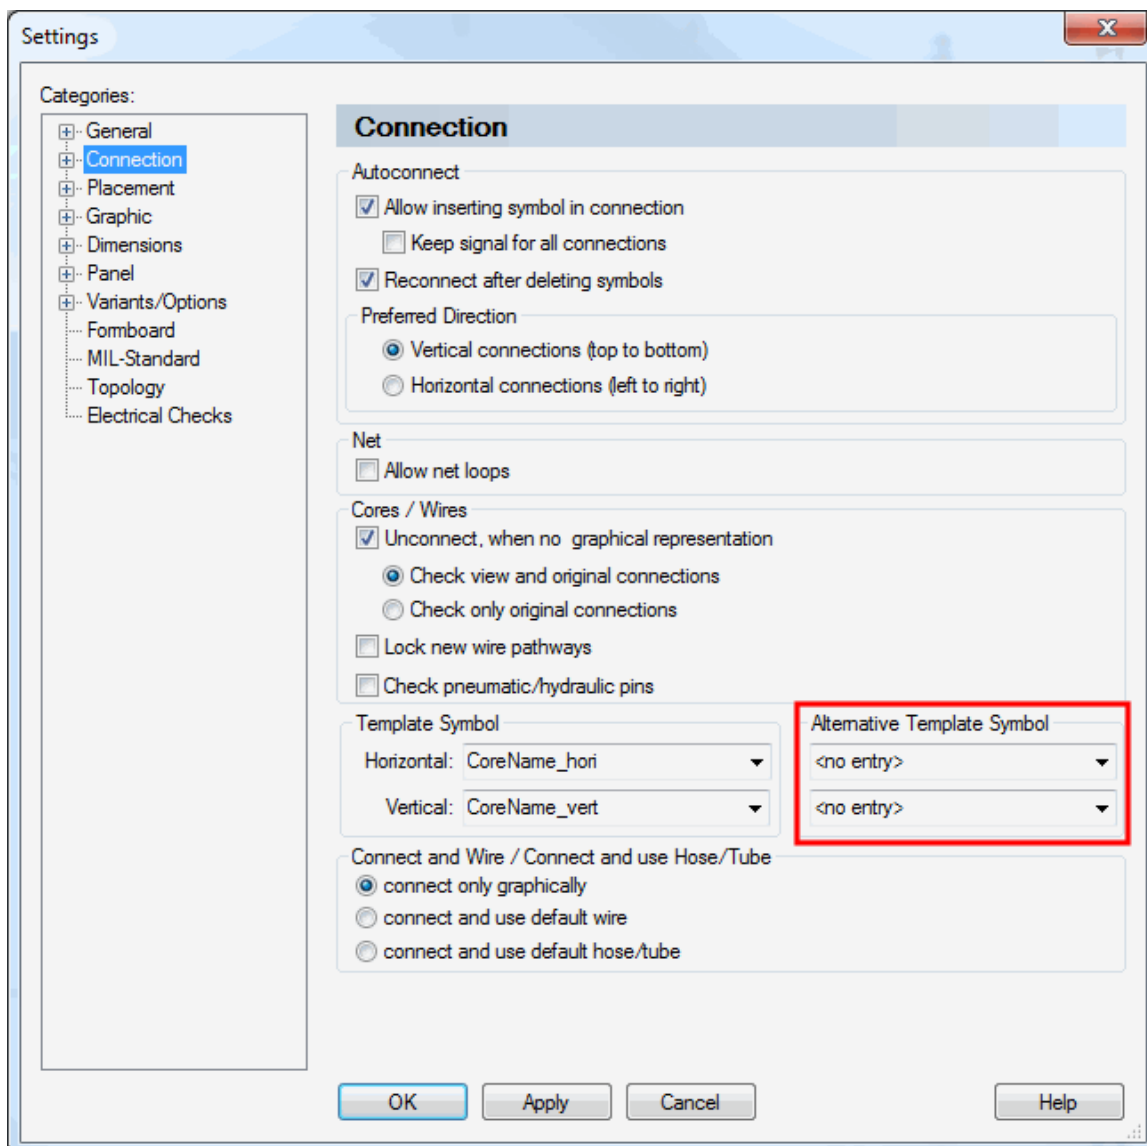 Settings
Categories:
General
Connection
Placement
Graphic
Dimensions
Panel
Variants/Options
Formboard
MIL-Standard
Topology
Electrical Checks
Connection
Autoconnect
Allow inserting symbol in connection
Keep signal for all connections
Reconnect after deleting symbols
Preferred Direction
Vertical connections (top to bottom)
Horizontal connections (left to right)
Net
Allow net loops
Cores / Wires
Unconnect, when no graphical representation
Check view and original connections
Check only original connections
Lock new wire pathways
Check pneumatic/hydraulic pins
Template Symbol
Horizontal: CoreName_hori
Vertical: CoreName_vert
Alternative Template Symbol
<no entry>
<no entry>
Connect and Wire / Connect and use Hose/Tube
connect only graphically
connect and use default wire
connect and use default hose/tube
OK Apply Cancel Help